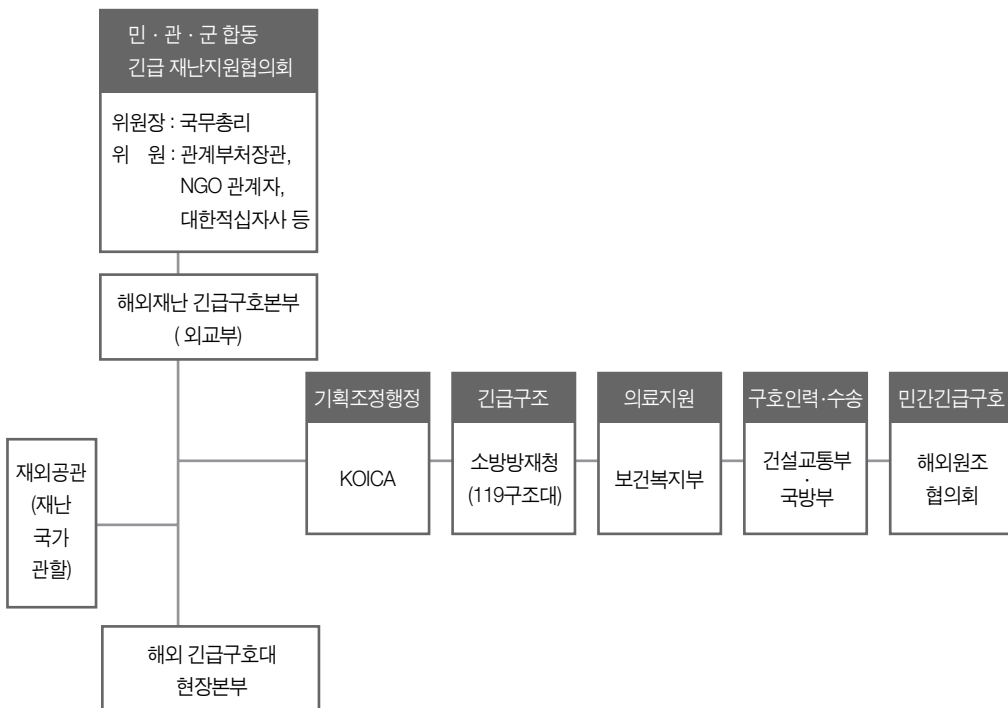 민 · 관 · 군 합동
긴급 재난지원협의회
위원장 : 국무총리
위 원 : 관계부처장관,
NGO 관계자,
대한적십자사 등
해외재난 긴급구호본부
( 외교부)
기획조정행정
KOICA
긴급구조
소방방재청
(119구조대)
의료지원
보건복지부
구호인력·수송
건설교통부
·
국방부
민간긴급구호
해외원조
협의회
재외공관
(재난
국가
관할)
해외 긴급구호대
현장본부